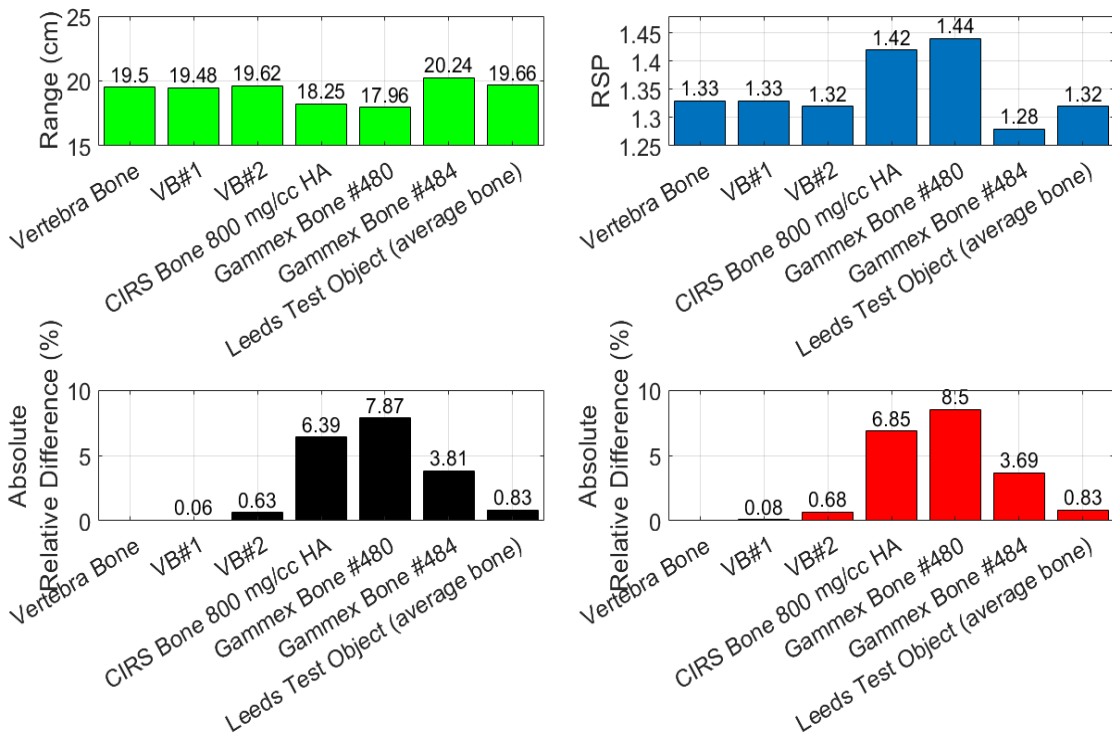 Range (cm)
25
20
15
19.5
19.48
19.62
18.25
17.96
20.24
19.66
Vertebra Bone
VB#1
VB#2
CIRS Bone 800 mg/cc HA
Gammex Bone #480
Gammex Bone #484
Leeds Test Object (average bone)
RSP
1.45
1.4
1.35
1.3
1.25
1.33
1.33
1.32
1.42
1.44
1.28
1.32
Vertebra Bone
VB#1
VB#2
CIRS Bone 800 mg/cc HA
Gammex Bone #480
Gammex Bone #484
Leeds Test Object (average bone)
Absolute
Relative Difference (%)
10
5
0
0.06
0.63
6.39
7.87
3.81
0.83
Vertebra Bone
VB#1
VB#2
CIRS Bone 800 mg/cc HA
Gammex Bone #480
Gammex Bone #484
Leeds Test Object (average bone)
Absolute
Relative Difference (%)
10
5
0
0.08
0.68
6.85
8.5
3.69
0.83
Vertebra Bone
VB#1
VB#2
CIRS Bone 800 mg/cc HA
Gammex Bone #480
Gammex Bone #484
Leeds Test Object (average bone)